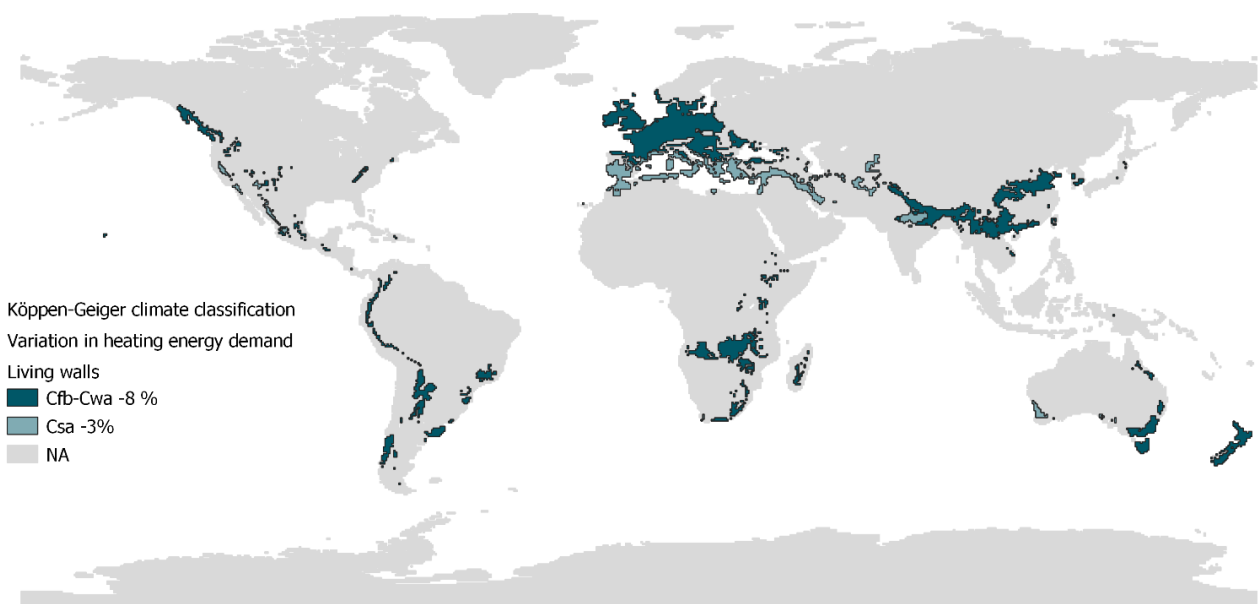 Köppen-Geiger climate classification
Variation in heating energy demand
Living walls
Cfb-Cwa -8 %
Csa -3%
NA